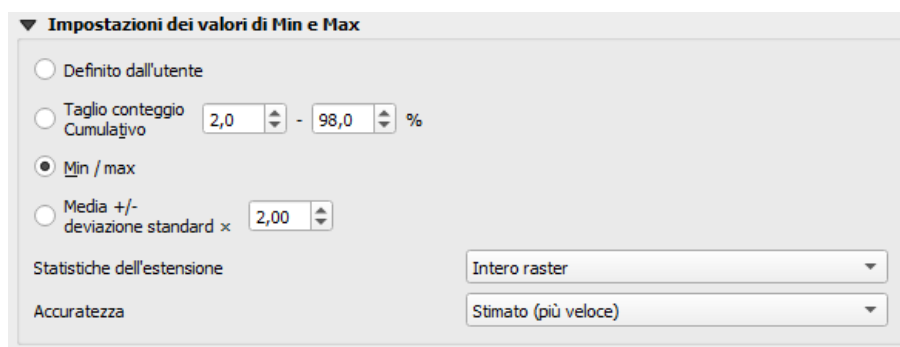 Impostazioni dei valori di Min e Max
Definito dall'utente
Taglio conteggio
Cumulativo 2,0 - 98,0 %
Min / max
Media +/-
deviazione standard × 2,00
Statistiche dell'estensione Intero raster
Accuratezza Stimato (più veloce)